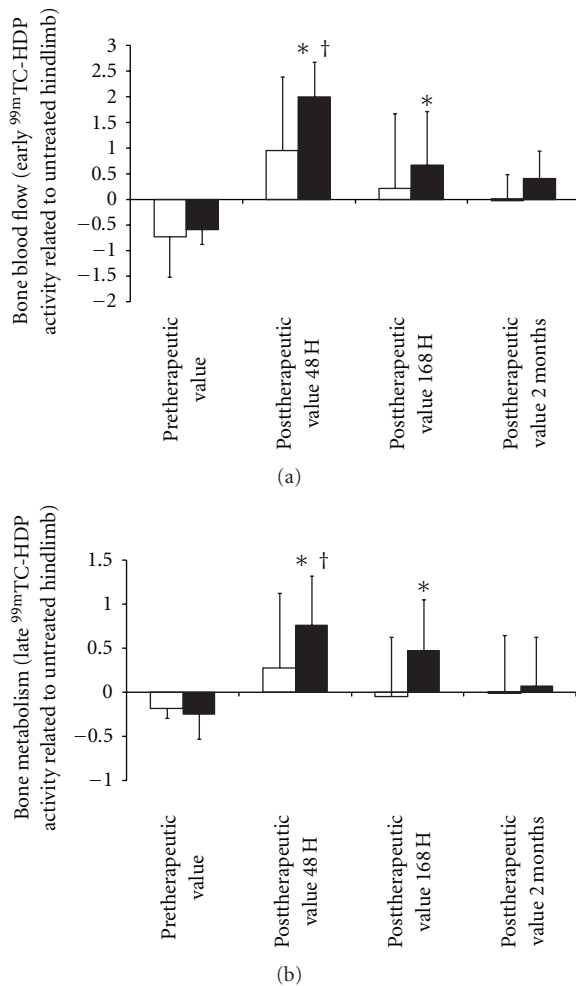 Bone blood flow (early ⁹⁹ᵐTC-HDP
activity related to untreated hindlimb)
3
2.5
2
1.5
1
0.5
0
−0.5
−1
−1.5
−2
* †
*
Pretherapeutic
value
Posttherapeutic
value 48 H
Posttherapeutic
value 168 H
Posttherapeutic
value 2 months
(a)
Bone metabolism (late ⁹⁹ᵐTC-HDP
activity related to untreated hindlimb)
1.5
1
0.5
0
−0.5
−1
* †
*
Pretherapeutic
value
Posttherapeutic
value 48 H
Posttherapeutic
value 168 H
Posttherapeutic
value 2 months
(b)